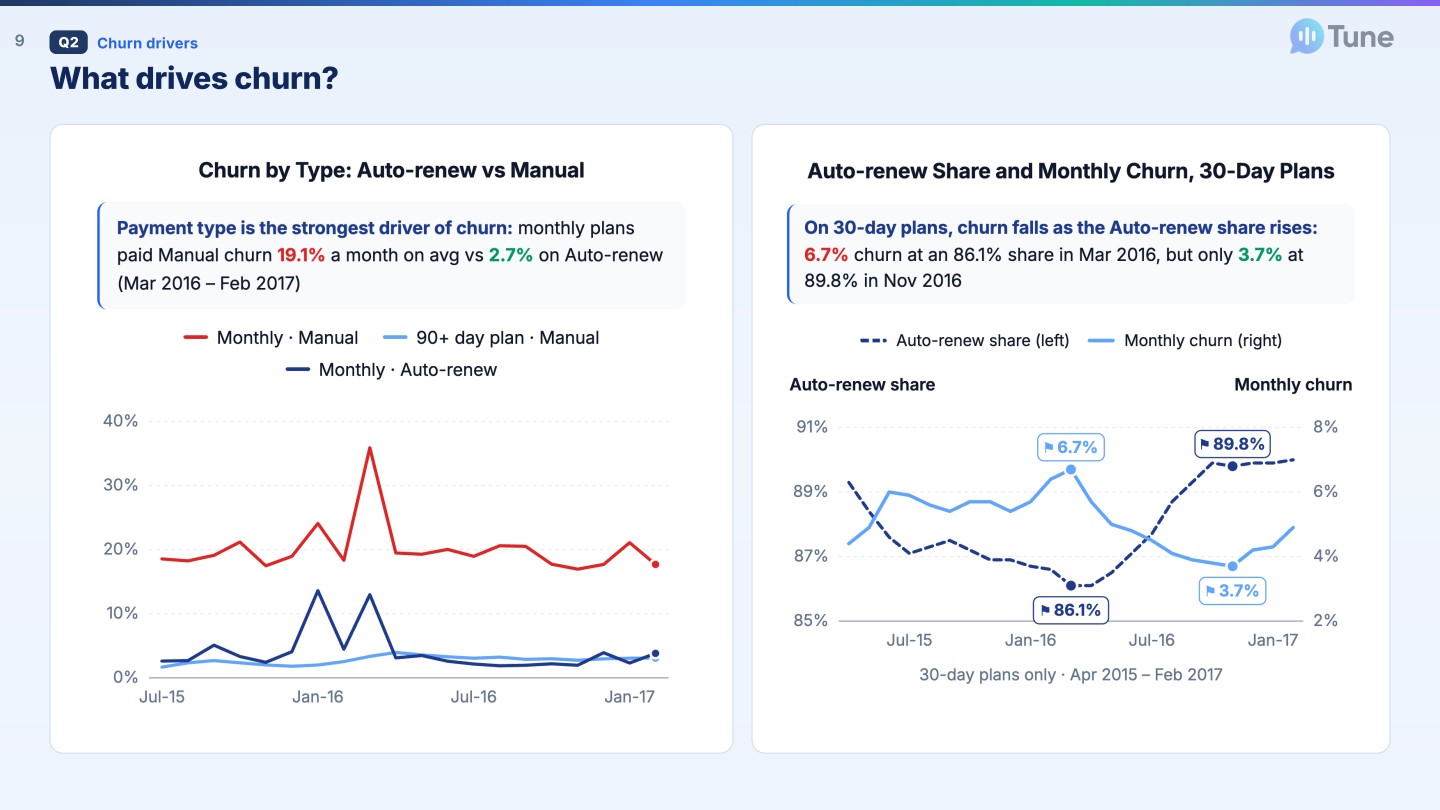 9
Q2
Churn drivers
Tune
What drives churn?
Churn by Type: Auto-renew vs Manual
Payment type is the strongest driver of churn: monthly plans
paid Manual churn 19.1% a month on avg vs 2.7% on Auto-renew
(Mar 2016 – Feb 2017)
Monthly · Manual
90+ day plan · Manual
Monthly · Auto-renew
40%
30%
20%
10%
0%
Jul-15
Jan-16
Jul-16
Jan-17
Auto-renew Share and Monthly Churn, 30-Day Plans
On 30-day plans, churn falls as the Auto-renew share rises:
6.7% churn at an 86.1% share in Mar 2016, but only 3.7% at
89.8% in Nov 2016
Auto-renew share (left)
Monthly churn (right)
Auto-renew share
Monthly churn
91%
89%
87%
85%
8%
6%
4%
2%
⚑ 6.7%
⚑ 89.8%
⚑ 86.1%
⚑ 3.7%
Jul-15
Jan-16
Jul-16
Jan-17
30-day plans only · Apr 2015 – Feb 2017